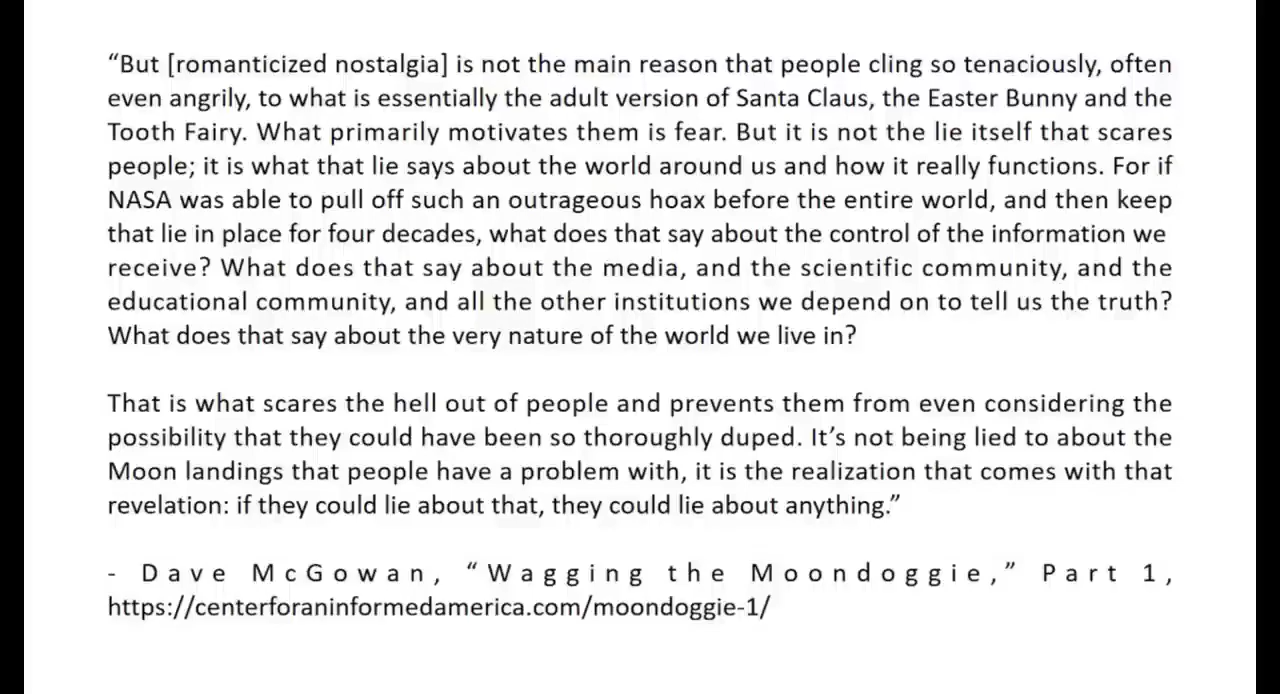 “But [romanticized nostalgia] is not the main reason that people cling so tenaciously, often
even angrily, to what is essentially the adult version of Santa Claus, the Easter Bunny and the
Tooth Fairy. What primarily motivates them is fear. But it is not the lie itself that scares
people; it is what that lie says about the world around us and how it really functions. For if
NASA was able to pull off such an outrageous hoax before the entire world, and then keep
that lie in place for four decades, what does that say about the control of the information we
receive? What does that say about the media, and the scientific community, and the
educational community, and all the other institutions we depend on to tell us the truth?
What does that say about the very nature of the world we live in?
That is what scares the hell out of people and prevents them from even considering the
possibility that they could have been so thoroughly duped. It’s not being lied to about the
Moon landings that people have a problem with, it is the realization that comes with that
revelation: if they could lie about that, they could lie about anything.”
- Dave McGowan, “Wagging the Moondoggie,” Part 1,
https://centerforaninformedamerica.com/moondoggie-1/